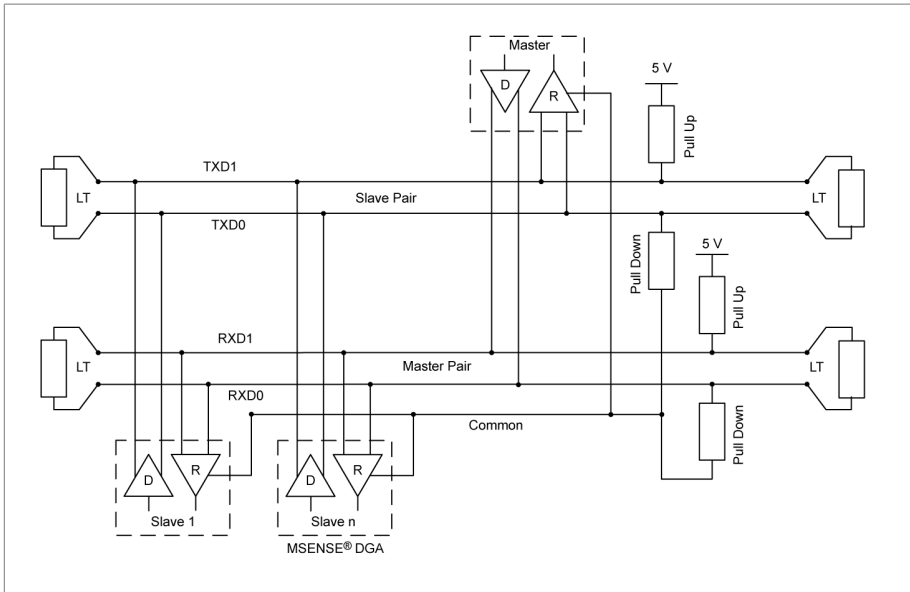 Master
D
R
5 V
Pull Up
TXD1
LT
Slave Pair
LT
TXD0
Pull Down
5 V
Pull Up
RXD1
LT
Master Pair
LT
RXD0
Common
Pull Down
D
R
D
R
Slave 1
Slave n
MSENSE® DGA